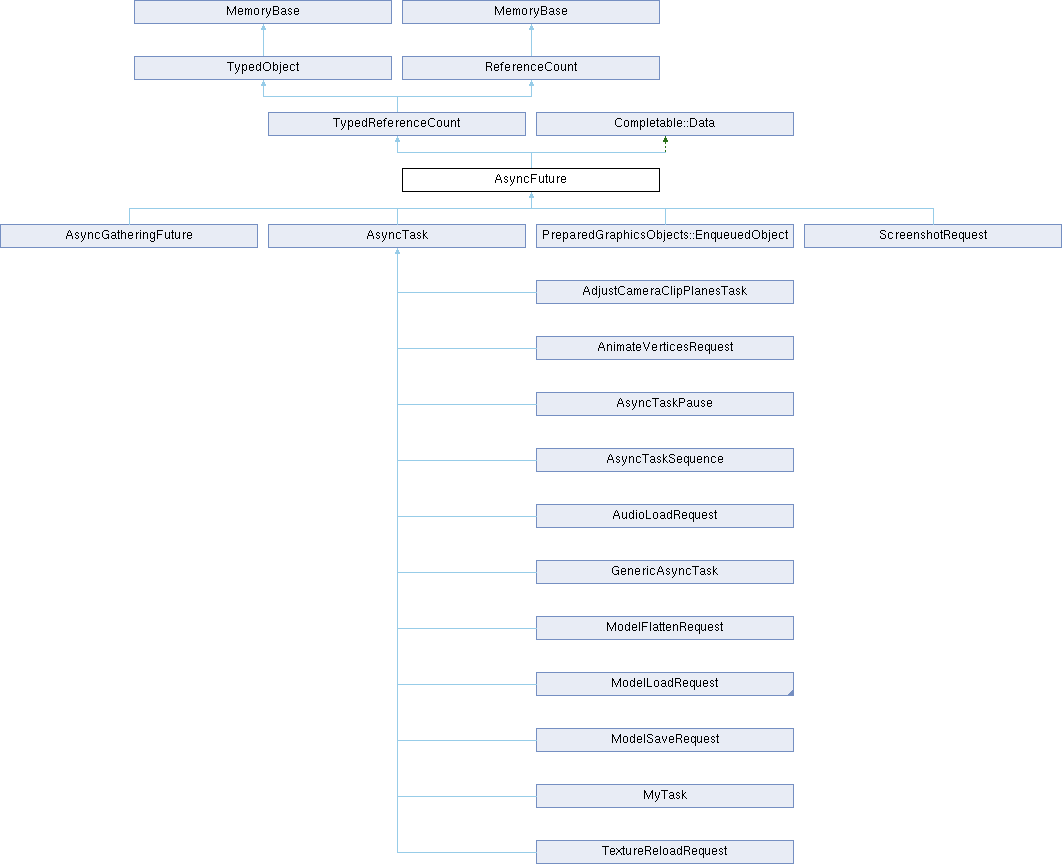 MemoryBase
MemoryBase
TypedObject
ReferenceCount
TypedReferenceCount
Completable::Data
AsyncFuture
AsyncGatheringFuture
AsyncTask
PreparedGraphicsObjects::EnqueuedObject
ScreenshotRequest
AdjustCameraClipPlanesTask
AnimateVerticesRequest
AsyncTaskPause
AsyncTaskSequence
AudioLoadRequest
GenericAsyncTask
ModelFlattenRequest
ModelLoadRequest
ModelSaveRequest
MyTask
TextureReloadRequest